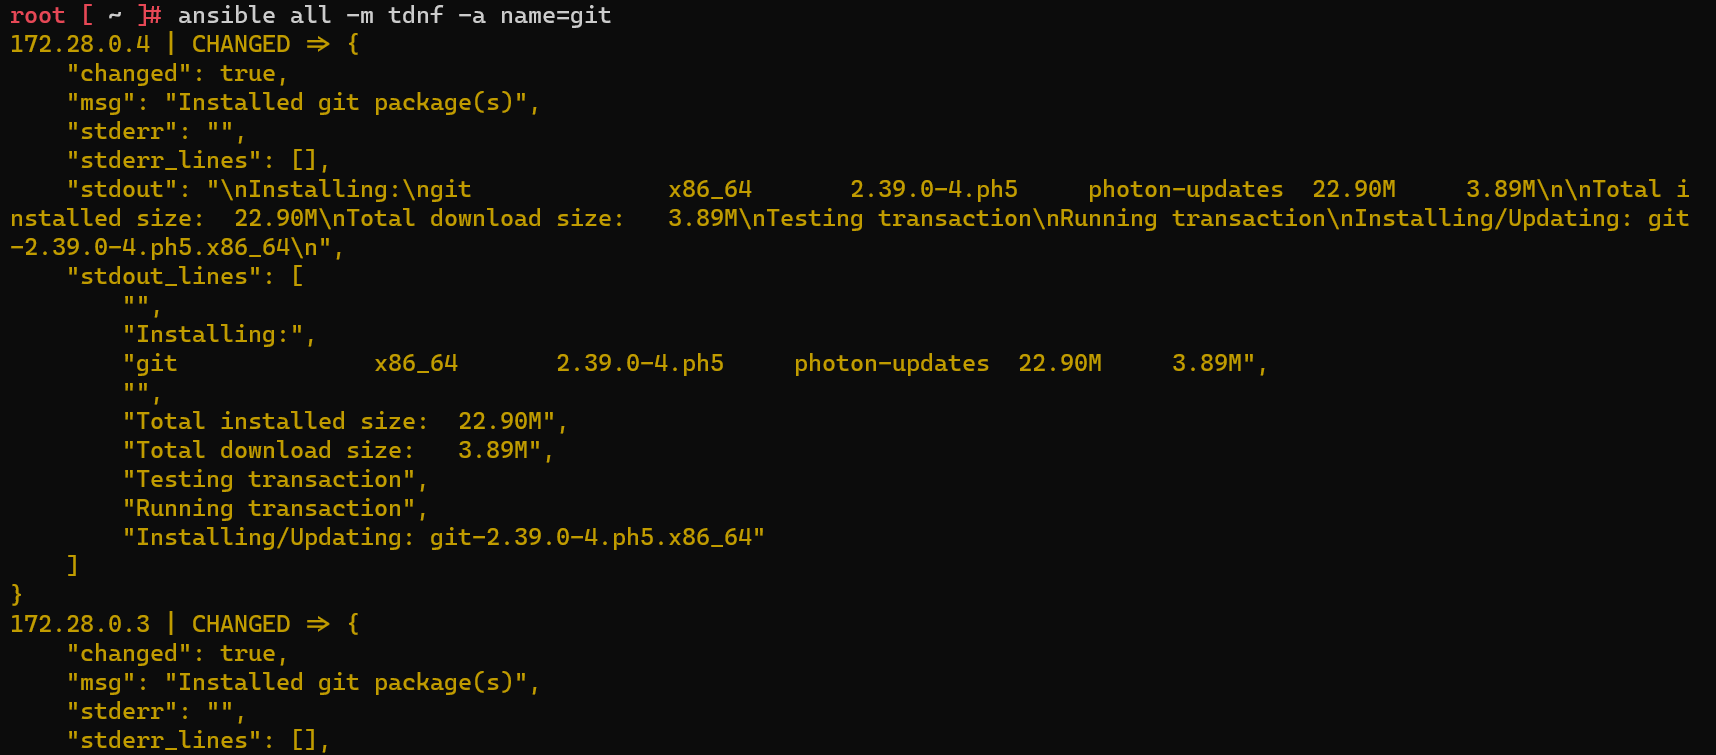 root [ ~ ]# ansible all -m tdnf -a name=git
172.28.0.4 | CHANGED => {
    "changed": true,
    "msg": "Installed git package(s)",
    "stderr": "",
    "stderr_lines": [],
    "stdout": "\nInstalling:\ngit              x86_64       2.39.0-4.ph5     photon-updates  22.90M     3.89M\n\nTotal i
nstalled size:  22.90M\nTotal download size:   3.89M\nTesting transaction\nRunning transaction\nInstalling/Updating: git
-2.39.0-4.ph5.x86_64\n",
    "stdout_lines": [
        "",
        "Installing:",
        "git              x86_64       2.39.0-4.ph5     photon-updates  22.90M     3.89M",
        "",
        "Total installed size:  22.90M",
        "Total download size:   3.89M",
        "Testing transaction",
        "Running transaction",
        "Installing/Updating: git-2.39.0-4.ph5.x86_64"
    ]
}
172.28.0.3 | CHANGED => {
    "changed": true,
    "msg": "Installed git package(s)",
    "stderr": "",
    "stderr_lines": [],